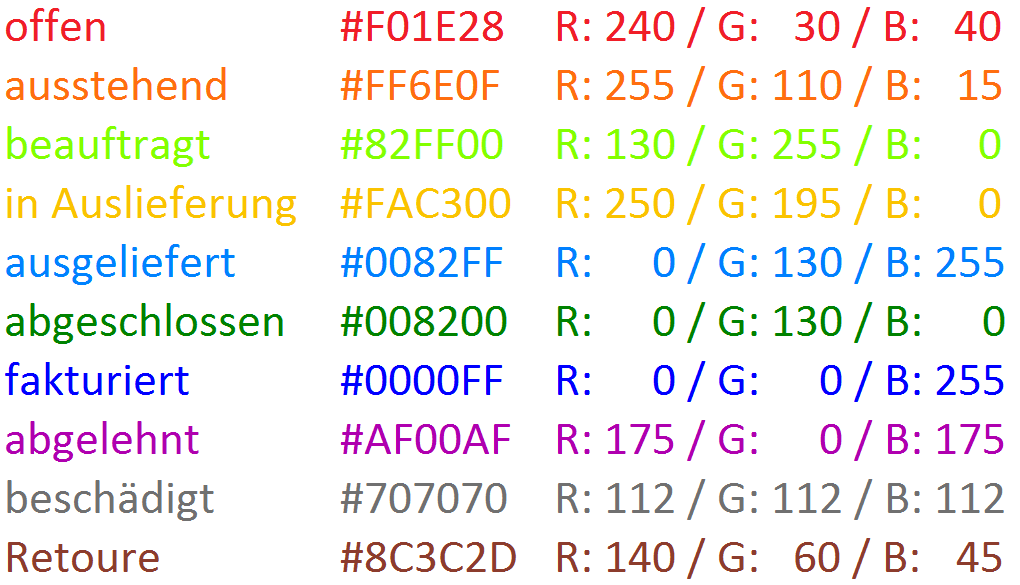 offen #F01E28 R: 240 / G: 30 / B: 40
ausstehend #FF6E0F R: 255 / G: 110 / B: 15
beauftragt #82FF00 R: 130 / G: 255 / B: 0
in Auslieferung #FAC300 R: 250 / G: 195 / B: 0
ausgeliefert #0082FF R: 0 / G: 130 / B: 255
abgeschlossen #008200 R: 0 / G: 130 / B: 0
fakturiert #0000FF R: 0 / G: 0 / B: 255
abgelehnt #AF00AF R: 175 / G: 0 / B: 175
beschädigt #707070 R: 112 / G: 112 / B: 112
Retoure #8C3C2D R: 140 / G: 60 / B: 45